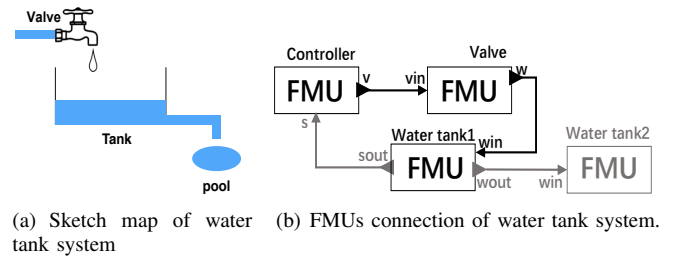 Valve
Tank
pool
Controller
Valve
FMU
v
vin
FMU
w
s
Water tank1
win
Water tank2
sout
FMU
wout
win
FMU
(a) Sketch map of water
tank system
(b) FMUs connection of water tank system.